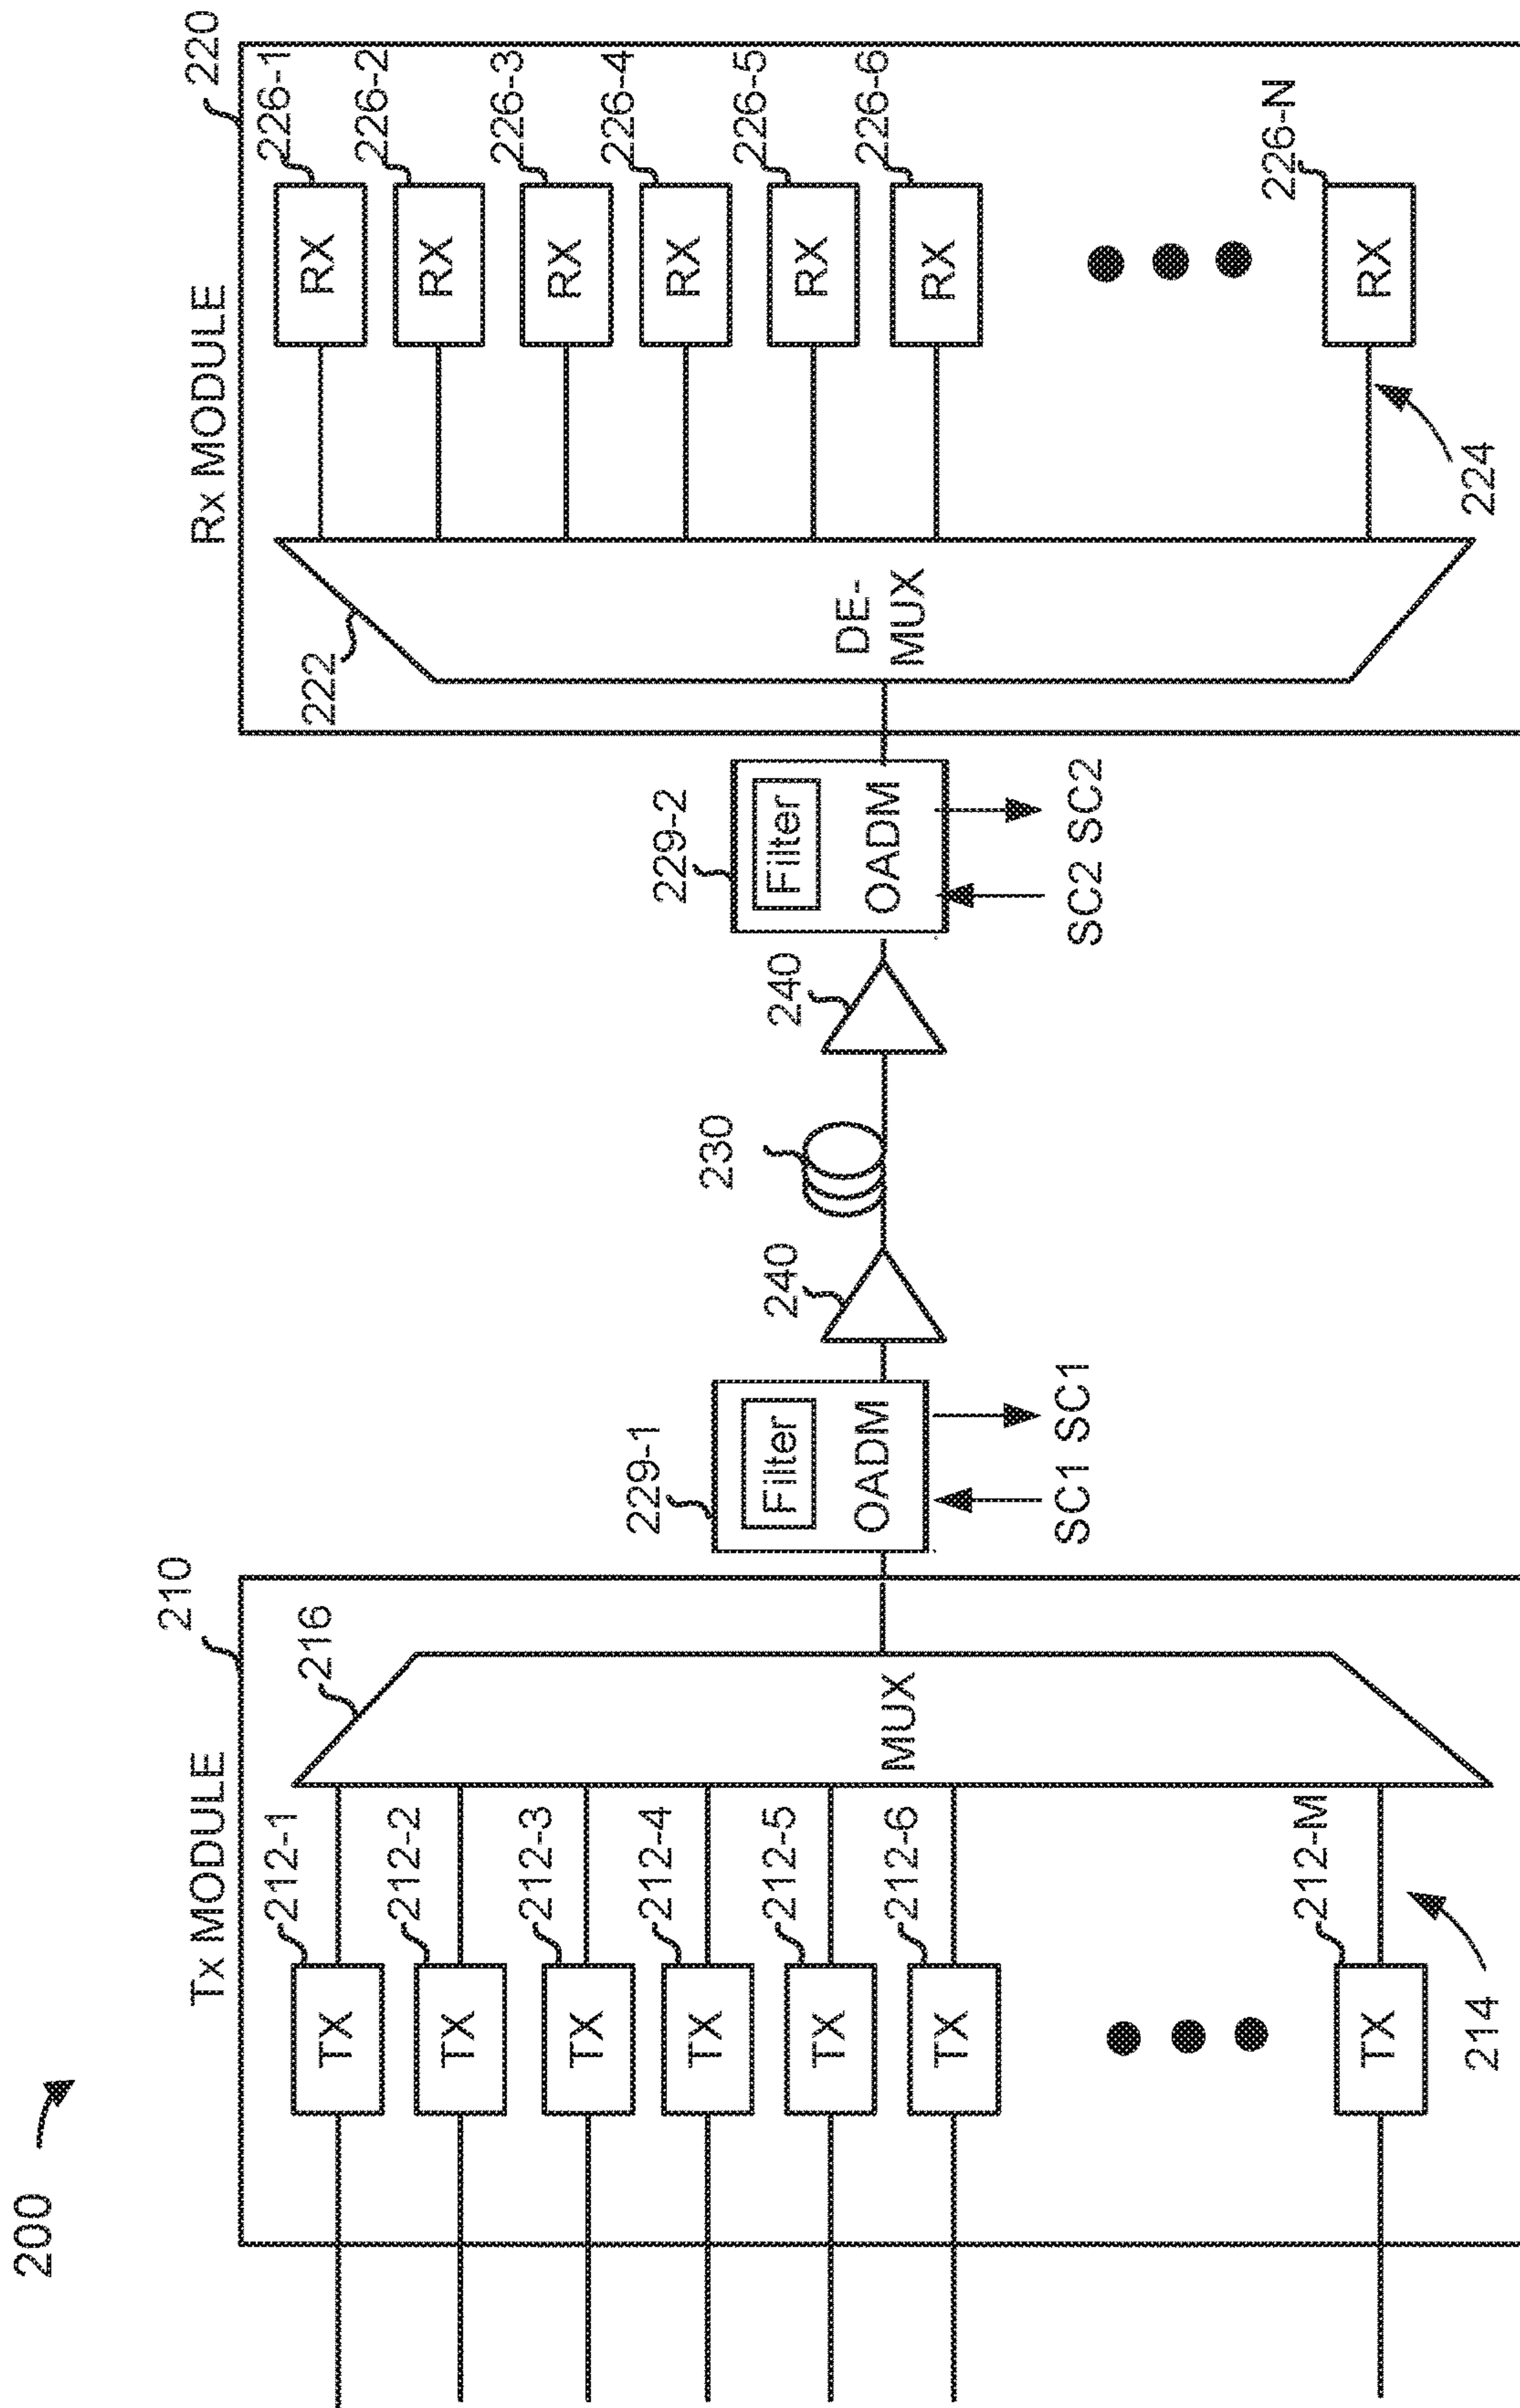 200
Tx MODULE
210
TX
212-1
TX
212-2
TX
212-3
TX
212-4
TX
212-5
TX
212-6
TX
212-M
214
216
MUX
229-1
Filter
OADM
SC1 SC1
240
230
240
229-2
Filter
OADM
SC2 SC2
Rx MODULE
220
222
DE-
MUX
RX
226-1
RX
226-2
RX
226-3
RX
226-4
RX
226-5
RX
226-6
RX
226-N
224